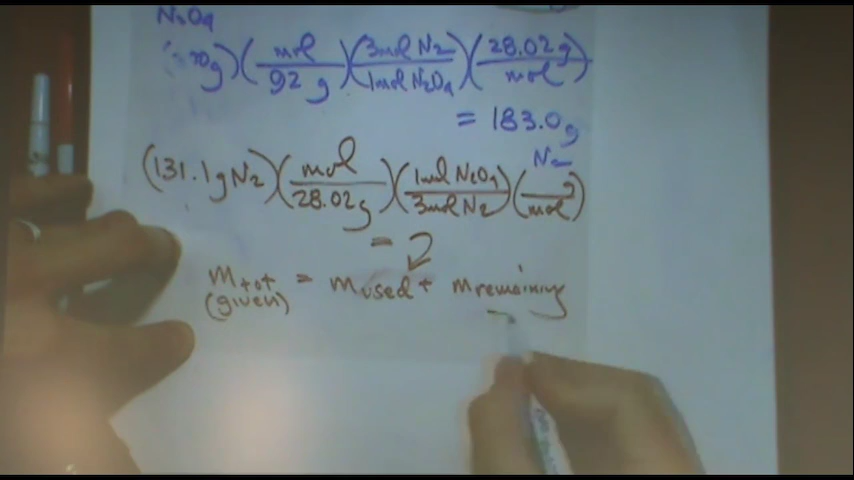 N₂O₄
g)(mol/92 g)(3mol N₂/1mol N₂O₄)(28.02g/mol)
= 183.0g
N₂
(131.1g N₂)(mol/28.02g)(1mol N₂O₄/3mol N₂)(g/mol)
= ?
mtot = mused + mremaining
(given)